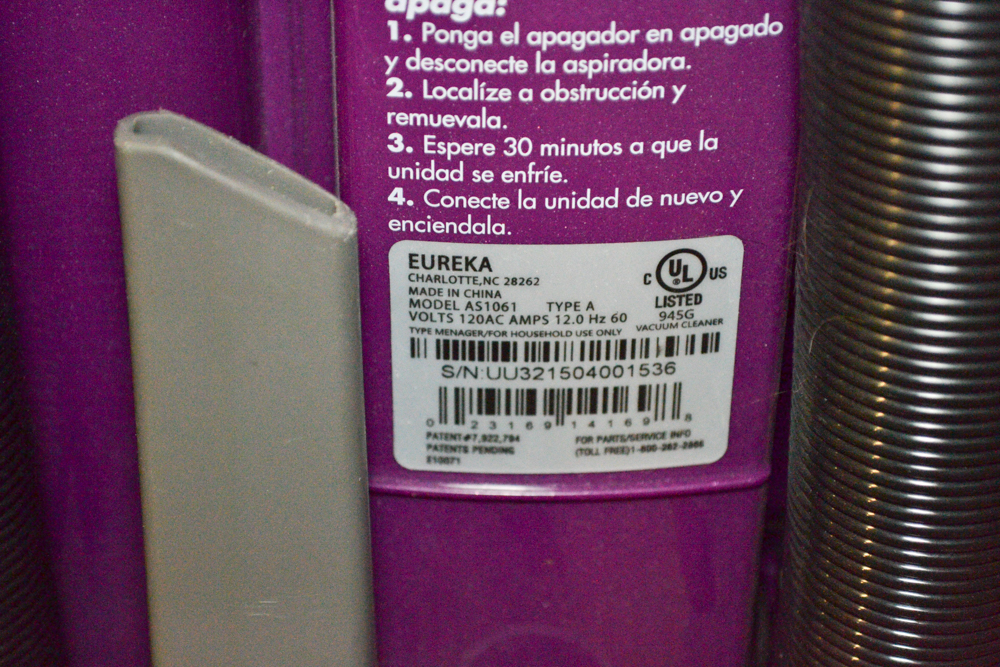 apaga!
1. Ponga el apagador en apagado
y desconecte la aspiradora.
2. Localíze a obstrucción y
remuevala.
3. Espere 30 minutos a que la
unidad se enfríe.
4. Conecte la unidad de nuevo y
enciendala.
EUREKA
CHARLOTTE,NC 28262
MADE IN CHINA
MODEL AS1061 TYPE A
VOLTS 120AC AMPS 12.0 Hz 60
TYPE MENAGER/FOR HOUSEHOLD USE ONLY
C UL ® US
LISTED
945G
VACUUM CLEANER
S/N:UU321504001536
0 23169 14169 8
PATENT#7,922,794
PATENTS PENDING
E10071
FOR PARTS/SERVICE INFO
(TOLL FREE)1-800-282-2886